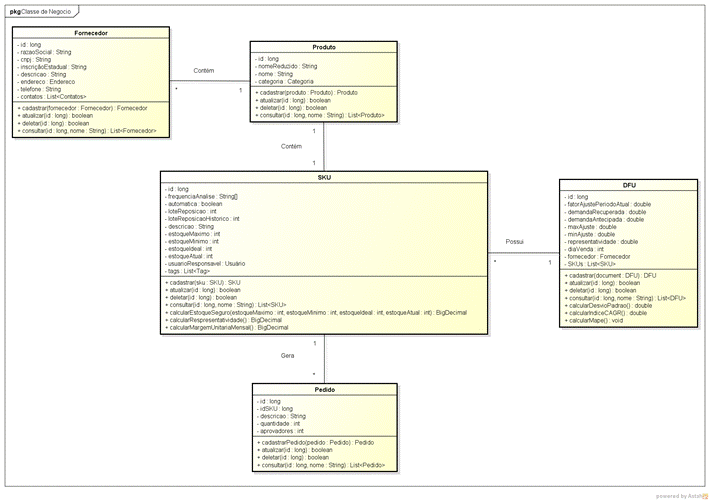 pkg Classe de Negocio
Fornecedor
- id : long
- razaoSocial : String
- cnpj : String
- inscriçãoEstadual : String
- descricao : String
- endereco : Endereco
- telefone : String
- contatos : List<Contatos>
+ cadastrar(fornecedor : Fornecedor) : Fornecedor
+ atualizar(id : long) : boolean
+ deletar(id : long) : boolean
+ consultar(id : long, nome : String) : List<Fornecedor>
Contém
*
1
Produto
- id : long
- nomeReduzido : String
- nome : String
- categoria : Categoria
+ cadastrar(produto : Produto) : Produto
+ atualizar(id : long) : boolean
+ deletar(id : long) : boolean
+ consultar(id : long, nome : String) : List<Produto>
1
Contém
1
SKU
- id : long
- frequenciaAnalise : String[]
- automatica : boolean
- loteReposicao : int
- loteReposicaoHistorico : int
- descricao : String
- estoqueMaximo : int
- estoqueMinimo : int
- estoqueIdeal : int
- estoqueAtual : int
- usuarioResponsavel : Usuário
- tags : List<Tag>
+ cadastrar(sku : SKU) : SKU
+ atualizar(id : long) : boolean
+ deletar(id : long) : boolean
+ consultar(id : long, nome : String) : List<SKU>
+ calcularEstoqueSeguro(estoqueMaximo : int, estoqueMinimo : int, estoqueIdeal : int, estoqueAtual : int) : BigDecimal
+ calcularRespresentatividade() : BigDecimal
+ calcularMargemUnitariaMensal() : BigDecimal
Possui
*
1
DFU
- id : long
- fatorAjustePeriodoAtual : double
- demandaRecuperada : double
- demandaAntecipada : double
- maxAjuste : double
- minAjuste : double
- representatividade : double
- diaVenda : int
- fornecedor : Fornecedor
- SKUs : List<SKU>
+ cadastrar(document : DFU) : DFU
+ atualizar(id : long) : boolean
+ deletar(id : long) : boolean
+ consultar(id : long, nome : String) : List<DFU>
+ calcularDesvioPadrao() : double
+ calcularIndiceCAGR() : double
+ calcularMape() : void
1
Gera
*
Pedido
- id : long
- idSKU : long
- descricao : String
- quantidade : int
- aprovadores : int
+ cadastrarPedido(pedido : Pedido) : Pedido
+ atualizar(id : long) : boolean
+ deletar(id : long) : boolean
+ consultar(id : long, nome : String) : List<Pedido>
powered by Astah